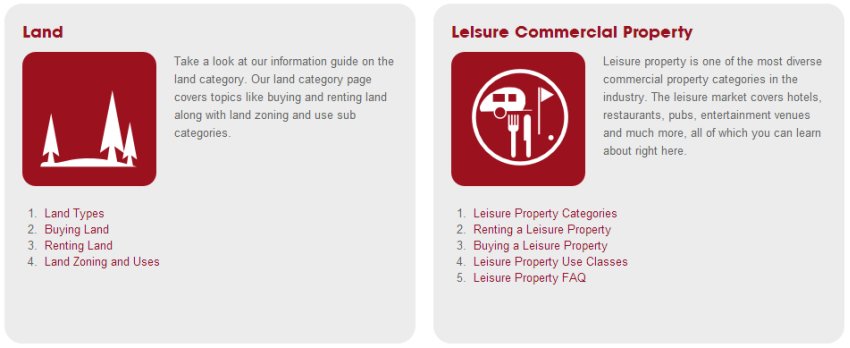 Land
Take a look at our information guide on the
land category. Our land category page
covers topics like buying and renting land
along with land zoning and use sub
categories.
1. Land Types
2. Buying Land
3. Renting Land
4. Land Zoning and Uses
Leisure Commercial Property
Leisure property is one of the most diverse
commercial property categories in the
industry. The leisure market covers hotels,
restaurants, pubs, entertainment venues
and much more, all of which you can learn
about right here.
1. Leisure Property Categories
2. Renting a Leisure Property
3. Buying a Leisure Property
4. Leisure Property Use Classes
5. Leisure Property FAQ